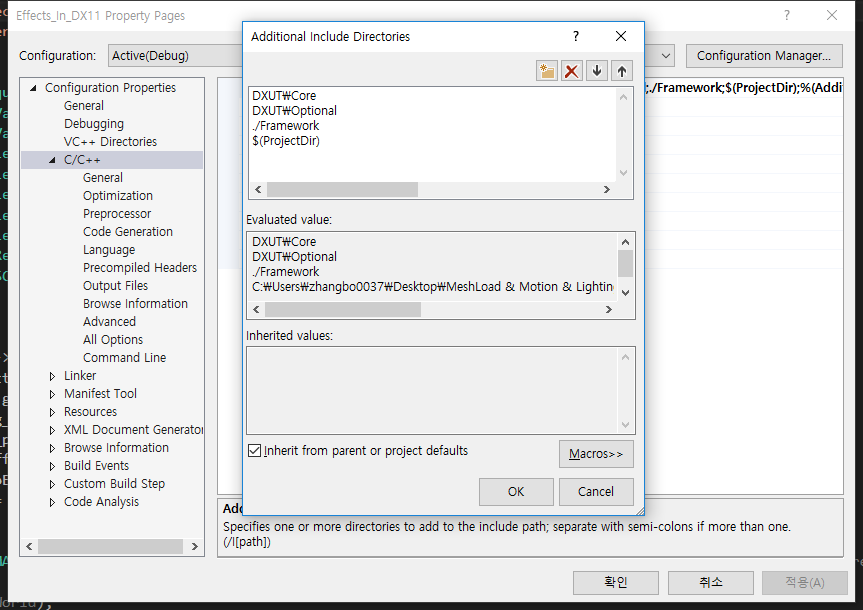 Effects_In_DX11 Property Pages
Configuration:
Active(Debug)
Configuration Manager...
Configuration Properties
General
Debugging
VC++ Directories
C/C++
General
Optimization
Preprocessor
Code Generation
Language
Precompiled Headers
Output Files
Browse Information
Advanced
All Options
Command Line
Linker
Manifest Tool
Resources
XML Document Generator
Browse Information
Build Events
Custom Build Step
Code Analysis
;./Framework;$(ProjectDir);%(Addi
Additional Include Directories
DXUT₩Core
DXUT₩Optional
./Framework
$(ProjectDir)
Evaluated value:
DXUT₩Core
DXUT₩Optional
./Framework
C:₩Users₩zhangbo0037₩Desktop₩MeshLoad & Motion & Lightin
Inherited values:
Inherit from parent or project defaults
Macros>>
OK
Cancel
Specifies one or more directories to add to the include path; separate with semi-colons if more than one.
(/I[path])
확인
취소
적용(A)